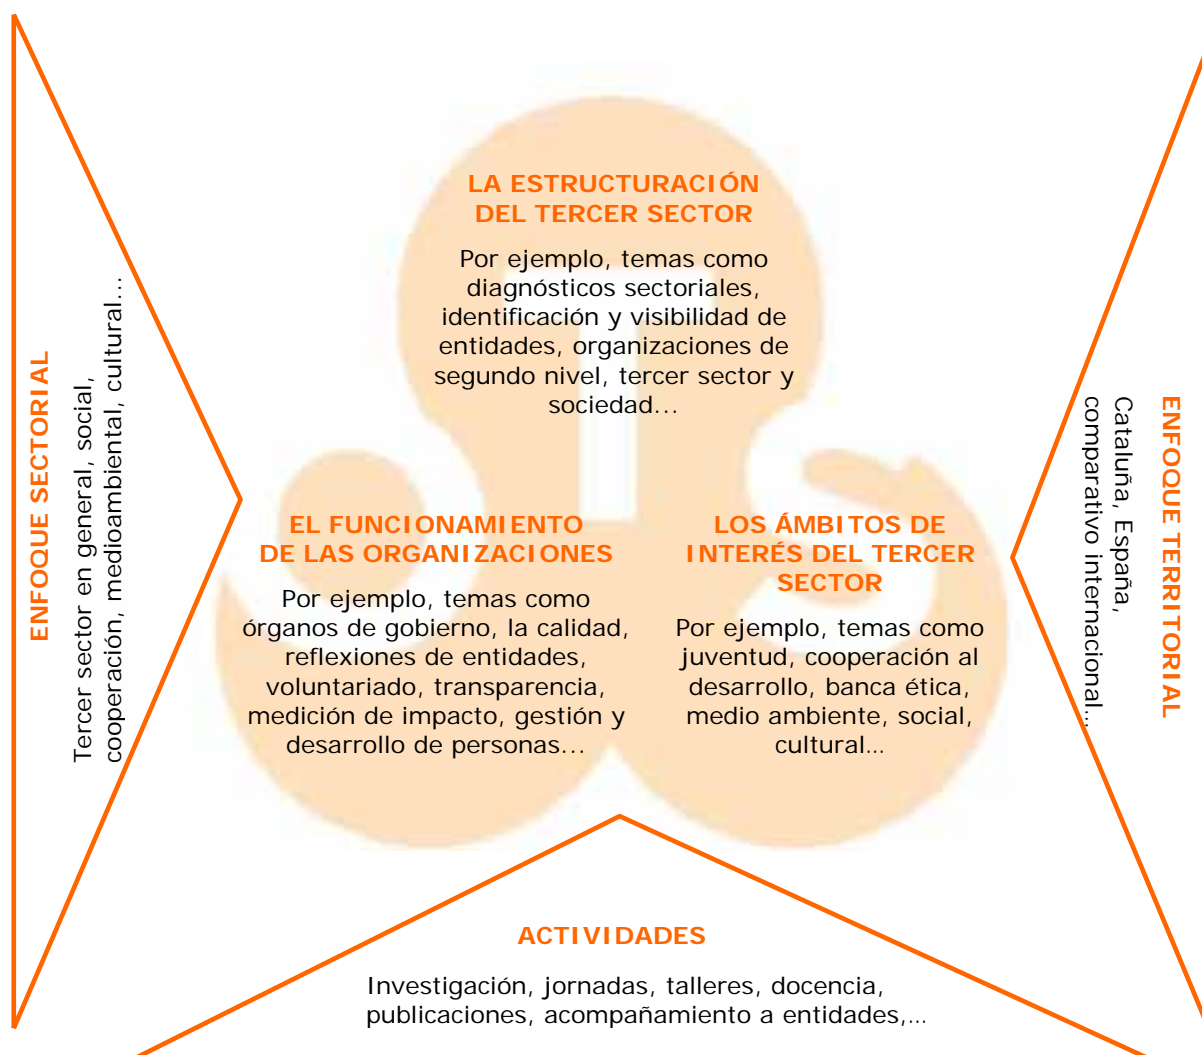 LA ESTRUCTURACIÓN
DEL TERCER SECTOR
Por ejemplo, temas como
diagnósticos sectoriales,
identificación y visibilidad de
entidades, organizaciones de
segundo nivel, tercer sector y
sociedad...
ENFOQUE SECTORIAL
Tercer sector en general, social,
cooperación, medioambiental, cultural...
EL FUNCIONAMIENTO
DE LAS ORGANIZACIONES
Por ejemplo, temas como
órganos de gobierno, la calidad,
reflexiones de entidades,
voluntariado, transparencia,
medición de impacto, gestión y
desarrollo de personas...
LOS ÁMBITOS DE
INTERÉS DEL TERCER
SECTOR
Por ejemplo, temas como
juventud, cooperación al
desarrollo, banca ética,
medio ambiente, social,
cultural...
ENFOQUE TERRITORIAL
Cataluña, España,
comparativo internacional...
ACTIVIDADES
Investigación, jornadas, talleres, docencia,
publicaciones, acompañamiento a entidades,...